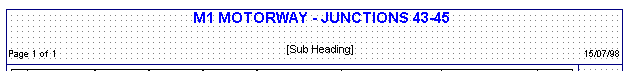 M1 MOTORWAY - JUNCTIONS 43-45
[Sub Heading]
Page 1 of 1 15/07/98